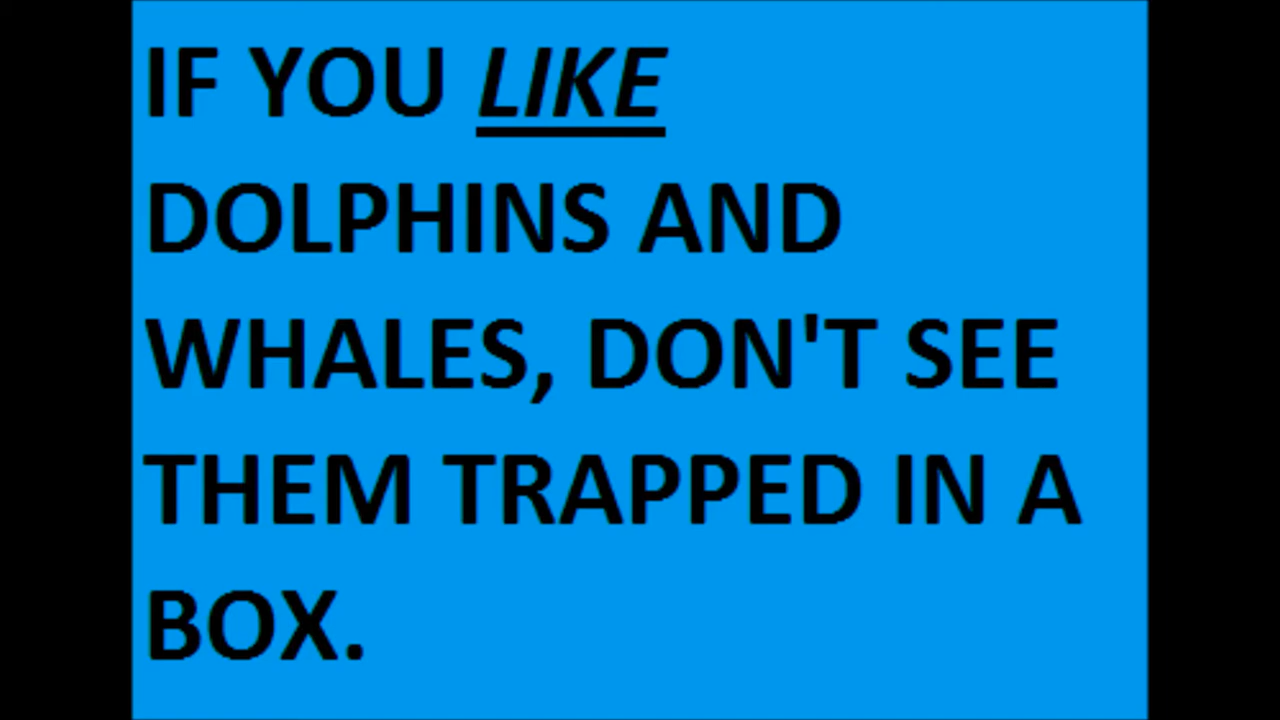 IF YOU LIKE
DOLPHINS AND
WHALES, DON'T SEE
THEM TRAPPED IN A
BOX.